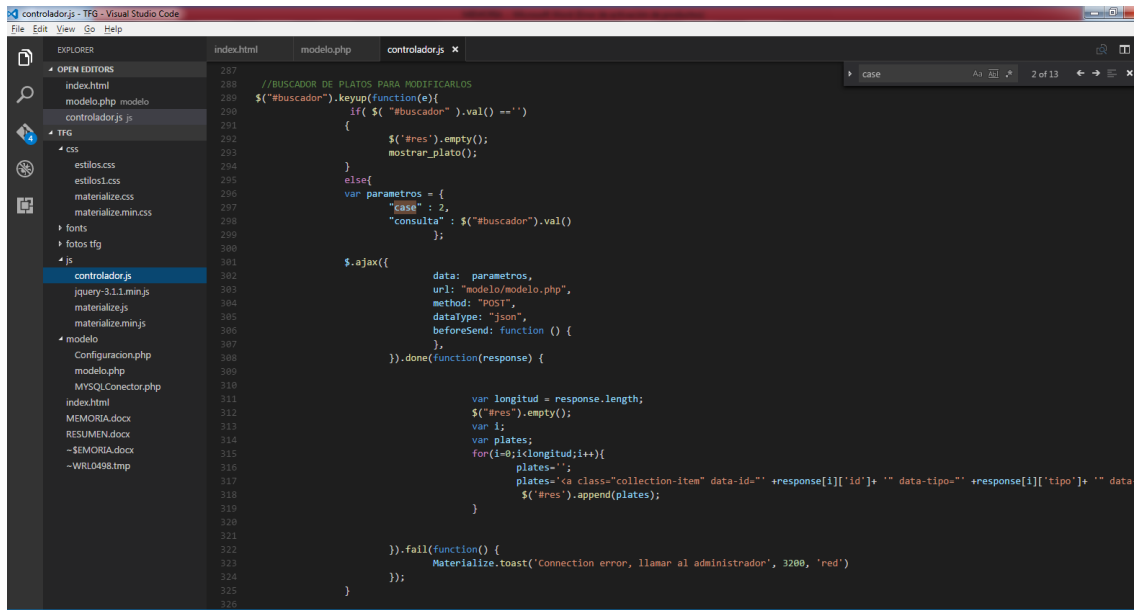 controlador.js - TFG - Visual Studio Code
File Edit View Go Help
EXPLORER
OPEN EDITORS
index.html
modelo.php modelo
controlador.js js
4
TFG
css
estilos.css
estilos1.css
materialize.css
materialize.min.css
fonts
fotos tfg
js
controlador.js
jquery-3.1.1.min.js
materialize.js
materialize.min.js
modelo
Configuracion.php
modelo.php
MYSQLConector.php
index.html
MEMORIA.docx
RESUMEN.docx
~$EMORIA.docx
~WRL0498.tmp
index.html modelo.php controlador.js
case Aa Ab| .* 2 of 13
287
288 //BUSCADOR DE PLATOS PARA MODIFICARLOS
289 $("#buscador").keyup(function(e){
290 if( $( "#buscador" ).val() =='')
291 {
292 $('#res').empty();
293 mostrar_plato();
294 }
295 else{
296 var parametros = {
297 "case" : 2,
298 "consulta" : $("#buscador").val()
299 };
300
301 $.ajax({
302 data: parametros,
303 url: "modelo/modelo.php",
304 method: "POST",
305 dataType: "json",
306 beforeSend: function () {
307 },
308 }).done(function(response) {
309
310
311 var longitud = response.length;
312 $("#res").empty();
313 var i;
314 var plates;
315 for(i=0;i<longitud;i++){
316 plates='';
317 plates='<a class="collection-item" data-id="' +response[i]['id']+ '" data-tipo="' +response[i]['tipo']+ '" data-
318 $('#res').append(plates);
319 }
320
321
322 }).fail(function() {
323 Materialize.toast('Connection error, llamar al administrador', 3200, 'red')
324 });
325 }
326